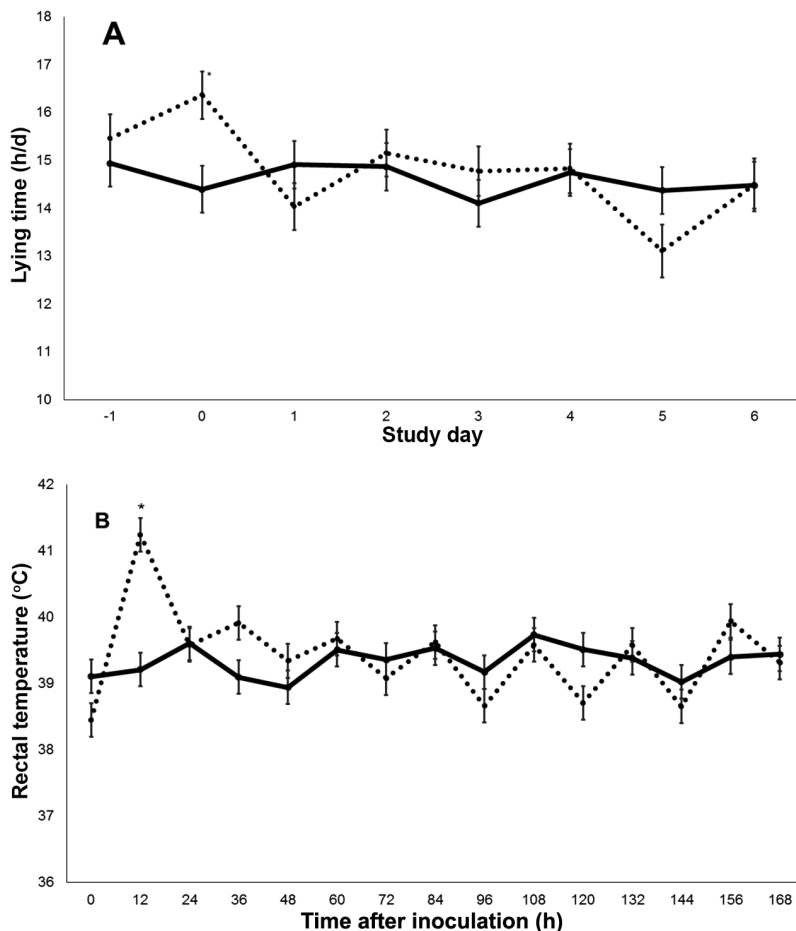 A
18
17
16
15
14
13
12
11
10
Lying time (h/d)
*
-1 0 1 2 3 4 5 6
Study day
B
42
41
40
39
38
37
36
Rectal temperature (°C)
*
0 12 24 36 48 60 72 84 96 108 120 132 144 156 168
Time after inoculation (h)